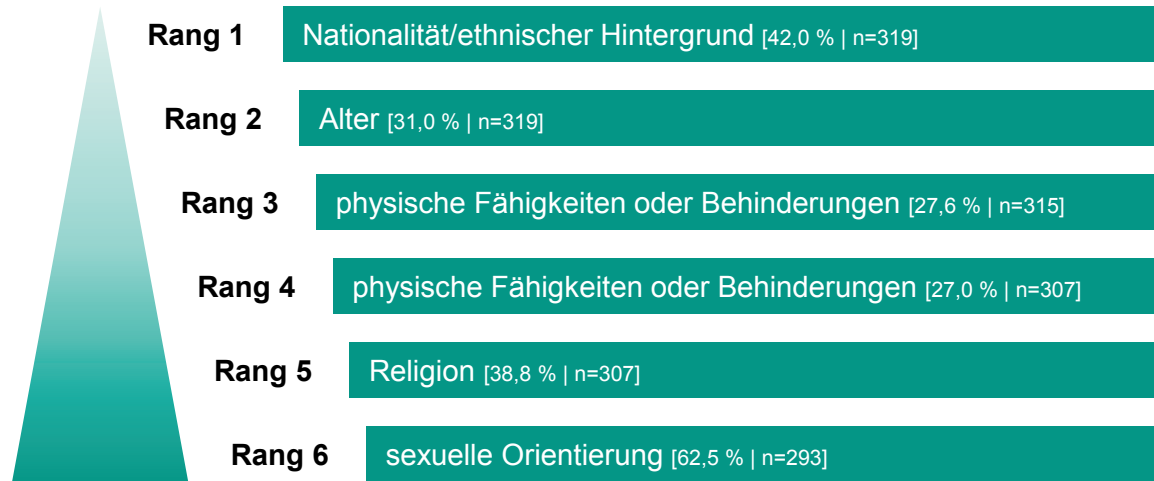 Rang 1 Nationalität/ethnischer Hintergrund [42,0 % | n=319]
Rang 2 Alter [31,0 % | n=319]
Rang 3 physische Fähigkeiten oder Behinderungen [27,6 % | n=315]
Rang 4 physische Fähigkeiten oder Behinderungen [27,0 % | n=307]
Rang 5 Religion [38,8 % | n=307]
Rang 6 sexuelle Orientierung [62,5 % | n=293]